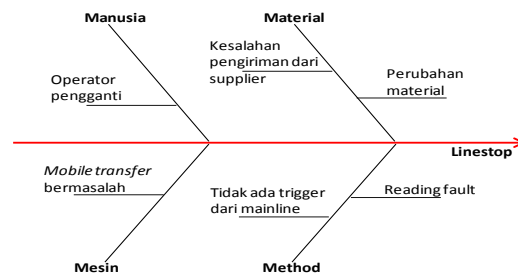 Manusia
Material
Kesalahan
pengiriman dari
supplier
Operator
pengganti
Perubahan
material
Linestop
Mobile transfer
bermasalah
Tidak ada trigger
dari mainline
Reading fault
Mesin
Method